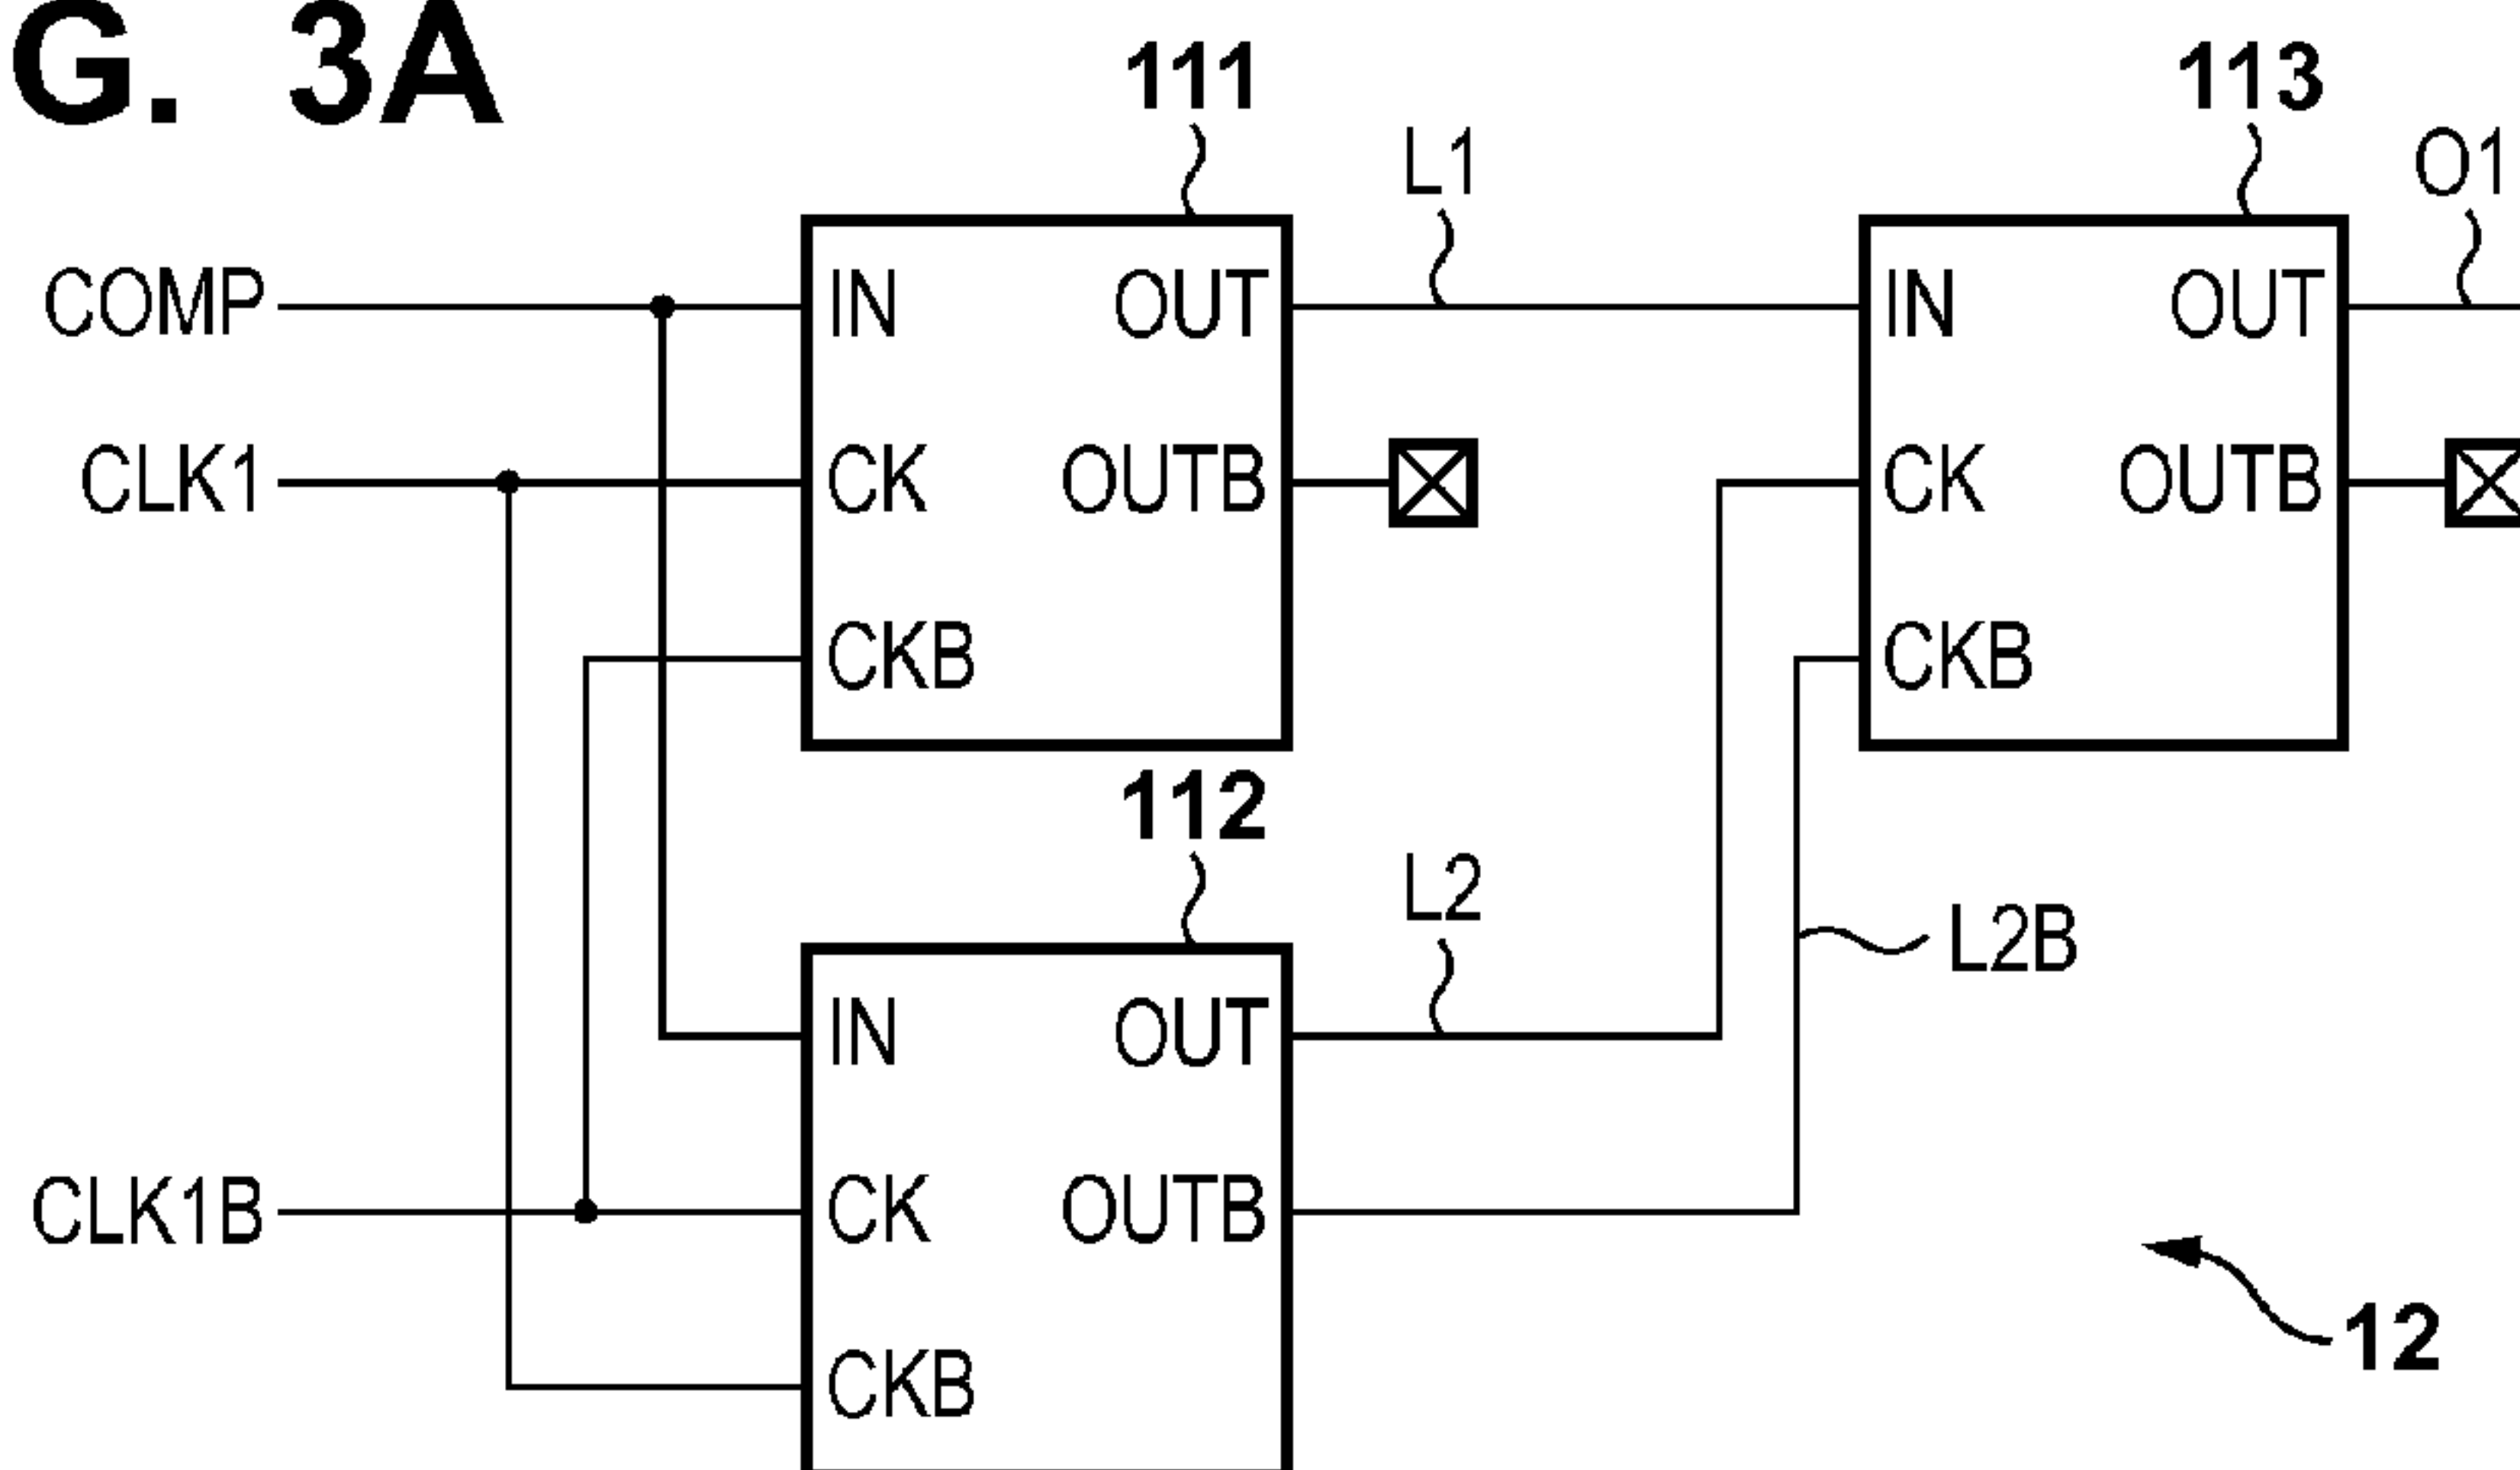 G. 3A
111
113
L1
O1
COMP
IN
OUT
IN
OUT
CLK1
CK
OUTB
CK
OUTB
CKB
CKB
112
L2
L2B
IN
OUT
CLK1B
CK
OUTB
CKB
12